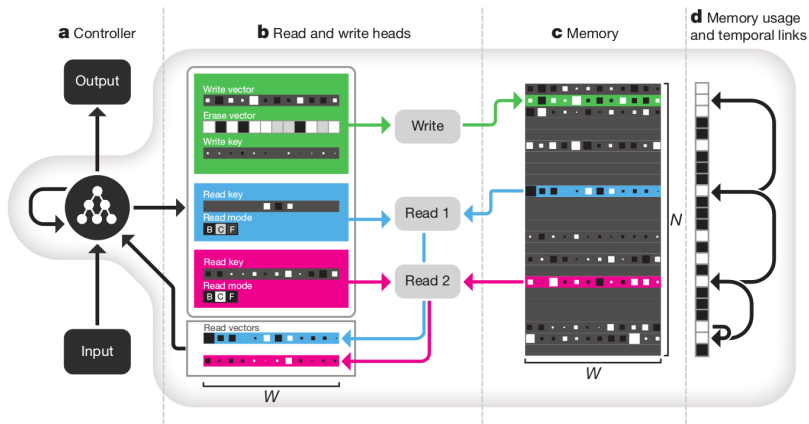 a Controller
b Read and write heads
c Memory
d Memory usage
and temporal links
Output
Input
Write vector
Erase vector
Write key
Read key
Read mode
B C F
Read key
Read mode
B C F
Read vectors
W
Write
Read 1
Read 2
N
W